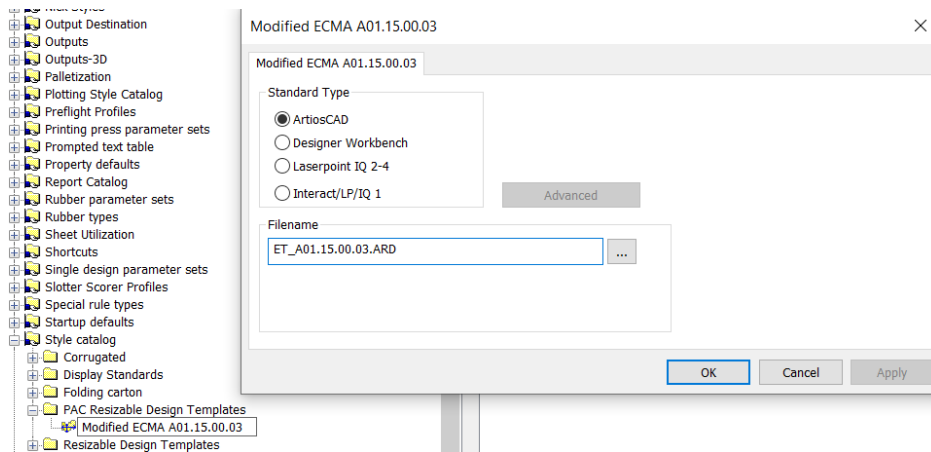 Nick Styles
Output Destination
Outputs
Outputs-3D
Palletization
Plotting Style Catalog
Preflight Profiles
Printing press parameter sets
Prompted text table
Property defaults
Report Catalog
Rubber parameter sets
Rubber types
Sheet Utilization
Shortcuts
Single design parameter sets
Slotter Scorer Profiles
Special rule types
Startup defaults
Style catalog
Corrugated
Display Standards
Folding carton
PAC Resizable Design Templates
Modified ECMA A01.15.00.03
Resizable Design Templates
Modified ECMA A01.15.00.03
Modified ECMA A01.15.00.03
Standard Type
ArtiosCAD
Designer Workbench
Laserpoint IQ 2-4
Interact/LP/IQ 1
Advanced
Filename
ET_A01.15.00.03.ARD
...
OK
Cancel
Apply